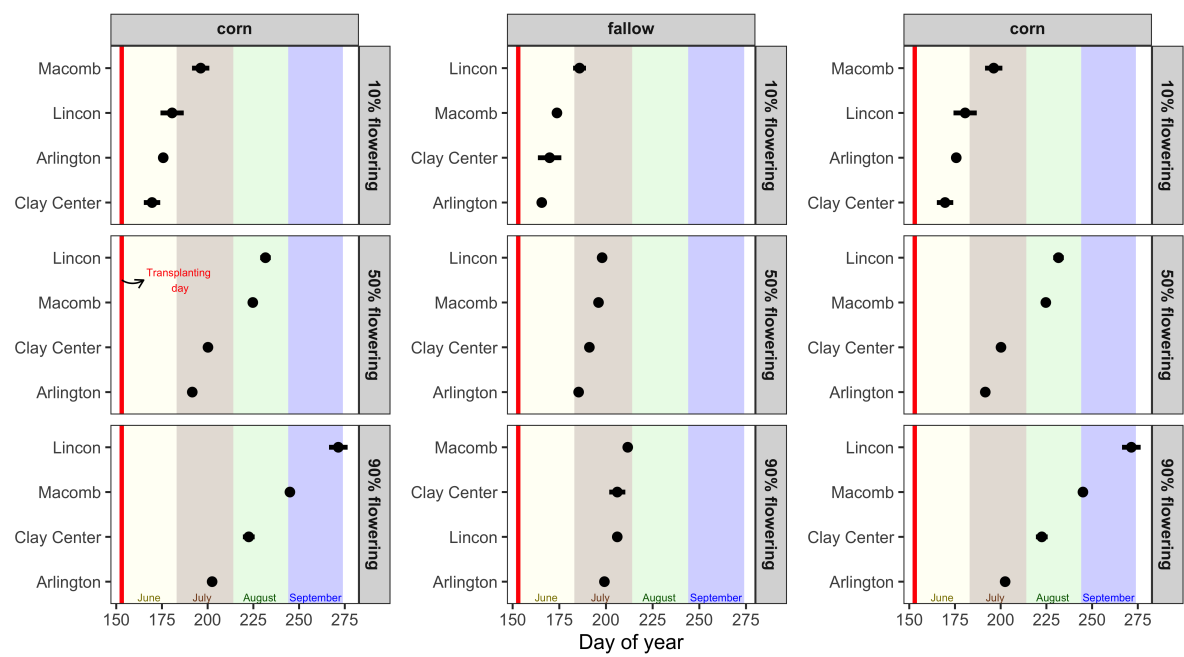 corn
fallow
corn
Macomb
Lincon
Arlington
Clay Center
10% flowering
Lincon
Macomb
Clay Center
Arlington
10% flowering
Macomb
Lincon
Arlington
Clay Center
10% flowering
Lincon
Macomb
Clay Center
Arlington
Transplanting
day
50% flowering
Lincon
Macomb
Clay Center
Arlington
50% flowering
Lincon
Macomb
Clay Center
Arlington
50% flowering
Lincon
Macomb
Clay Center
Arlington
June July August September
90% flowering
Macomb
Clay Center
Lincon
Arlington
June July August September
90% flowering
Lincon
Macomb
Clay Center
Arlington
June July August September
90% flowering
150 175 200 225 250 275
150 175 200 225 250 275
150 175 200 225 250 275
Day of year